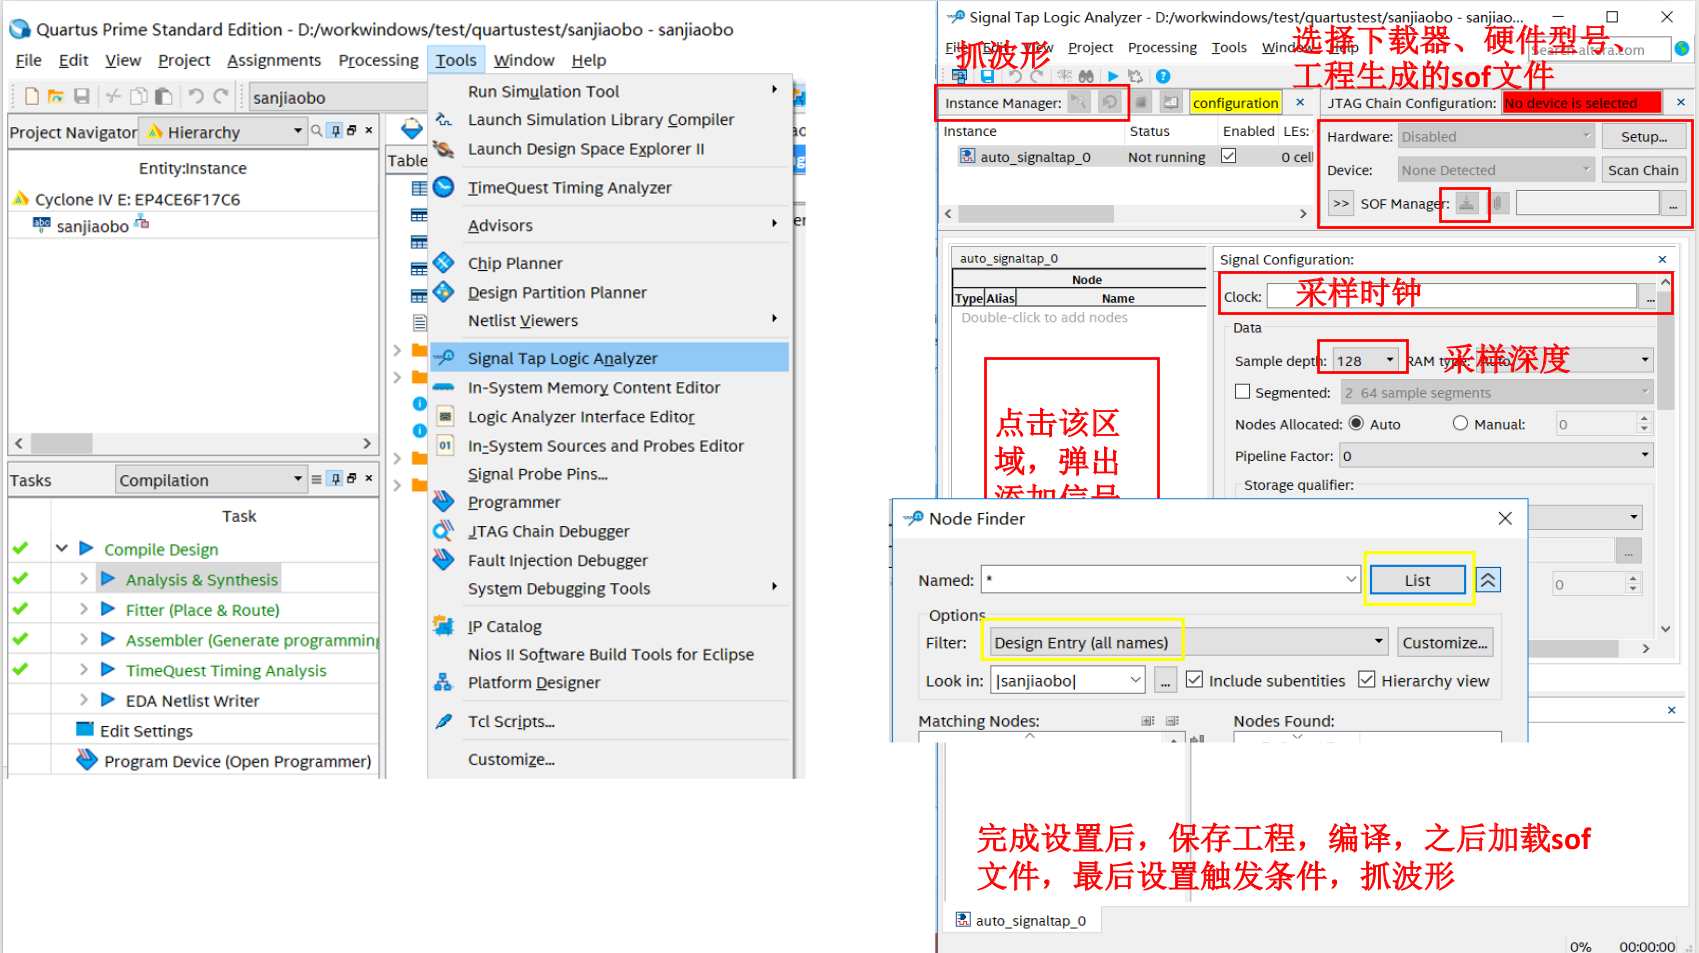 Quartus Prime Standard Edition - D:/workwindows/test/quartustest/sanjiaobo - sanjiaobo
File Edit View Project Assignments Processing Tools Window Help
sanjiaobo
Project Navigator Hierarchy
Entity:Instance
Cyclone IV E: EP4CE6F17C6
sanjiaobo
Tasks Compilation
Task
Compile Design
Analysis & Synthesis
Fitter (Place & Route)
Assembler (Generate programming
TimeQuest Timing Analysis
EDA Netlist Writer
Edit Settings
Program Device (Open Programmer)
Table
Run Simulation Tool
Launch Simulation Library Compiler
Launch Design Space Explorer II
TimeQuest Timing Analyzer
Advisors
Chip Planner
Design Partition Planner
Netlist Viewers
Signal Tap Logic Analyzer
In-System Memory Content Editor
Logic Analyzer Interface Editor
In-System Sources and Probes Editor
Signal Probe Pins...
Programmer
JTAG Chain Debugger
Fault Injection Debugger
System Debugging Tools
IP Catalog
Nios II Software Build Tools for Eclipse
Platform Designer
Tcl Scripts...
Customize...
Signal Tap Logic Analyzer - D:/workwindows/test/quartustest/sanjiaobo - sanjiao...
File Edit View Project Processing Tools Window Help
Search altera.com
抓波形
选择下载器、硬件型号、
工程生成的sof文件
Instance Manager: configuration
Instance Status Enabled LEs:
auto_signaltap_0 Not running 0 cell
JTAG Chain Configuration: No device is selected
Hardware: Disabled Setup...
Device: None Detected Scan Chain
>> SOF Manager: ...
auto_signaltap_0
Node
Type Alias Name
Double-click to add nodes
点击该区
域，弹出
添加信号
Signal Configuration:
Clock: 采样时钟 ...
Data
Sample depth: 128 RAM type: Auto
采样深度
Segmented: 2 64 sample segments
Nodes Allocated: Auto Manual: 0
Pipeline Factor: 0
Storage qualifier:
...
0
Node Finder
Named: * List
Options
Filter: Design Entry (all names) Customize...
Look in: |sanjiaobo| ... Include subentities Hierarchy view
Matching Nodes: Nodes Found:
完成设置后，保存工程，编译，之后加载sof
文件，最后设置触发条件，抓波形
auto_signaltap_0
0% 00:00:00